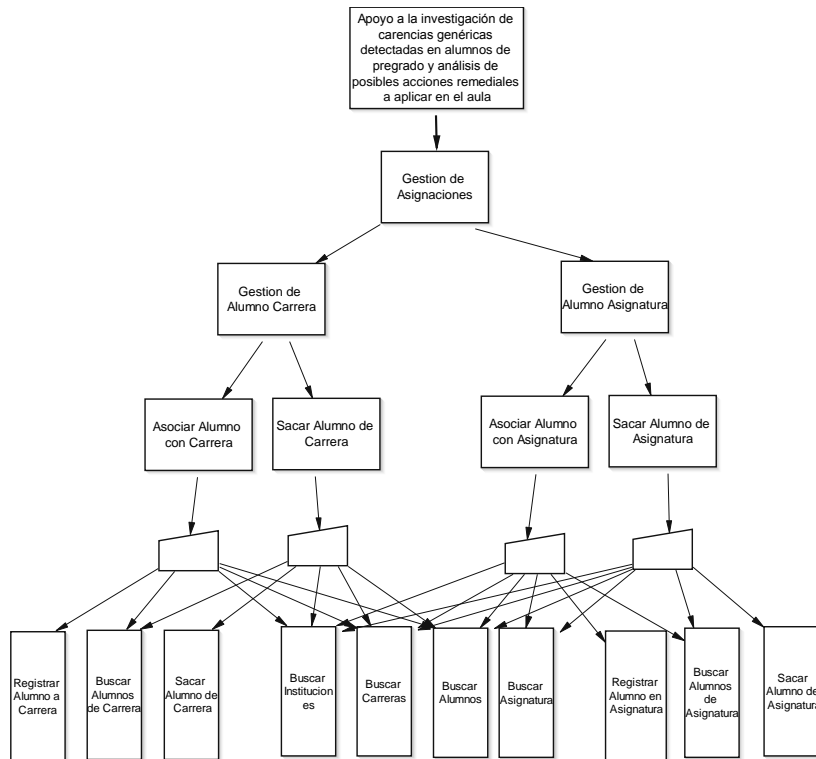 Apoyo a la investigación de
carencias genéricas
detectadas en alumnos de
pregrado y análisis de
posibles acciones remediales
a aplicar en el aula
Gestion de
Asignaciones
Gestion de
Alumno Carrera
Gestion de
Alumno Asignatura
Asociar Alumno
con Carrera
Sacar Alumno de
Carrera
Asociar Alumno
con Asignatura
Sacar Alumno de
Asignatura
Registrar
Alumno a
Carrera
Buscar
Alumnos
de Carrera
Sacar
Alumno de
Carrera
Buscar
Institucion
es
Buscar
Carreras
Buscar
Alumnos
Buscar
Asignatura
Registrar
Alumno en
Asignatura
Buscar
Alumnos
de
Asignatura
Sacar
Alumno de
Asignatura